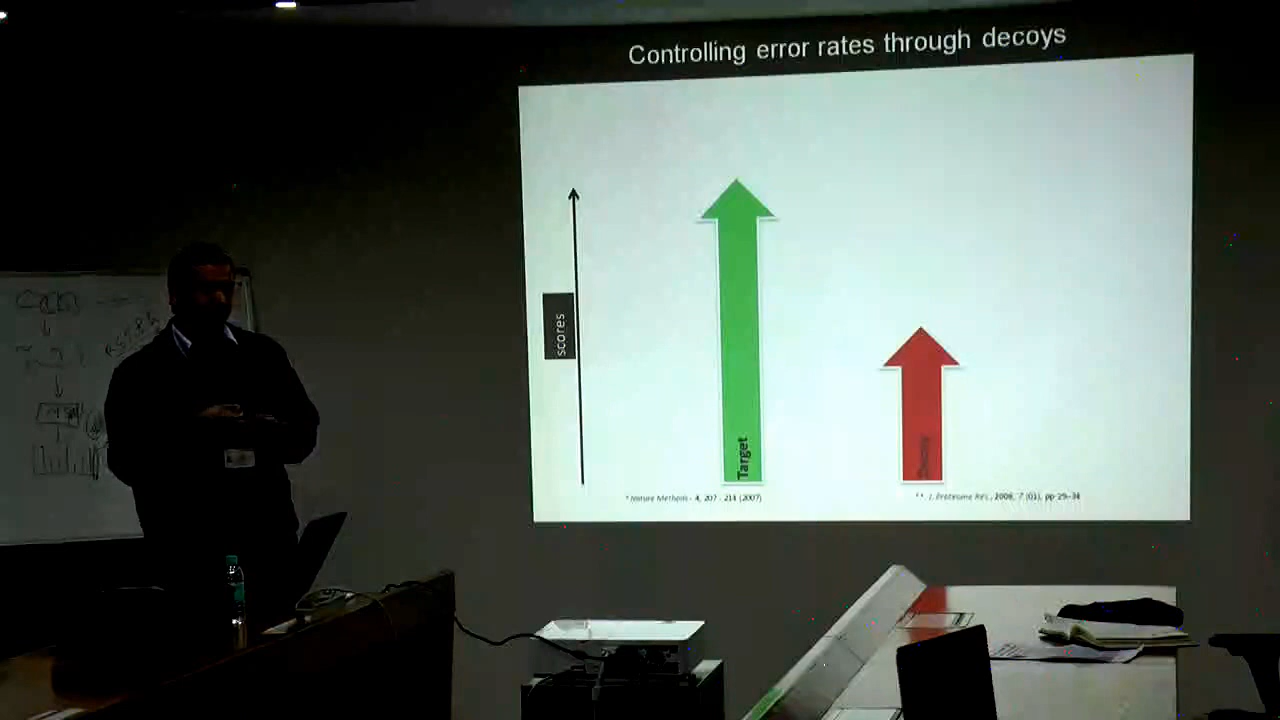 Controlling error rates through decoys
scores
Target
Decoy
* Nature Methods - 4, 207 - 214 (2007)
**. J. Proteome Res., 2008, 7 (01), pp 29–34